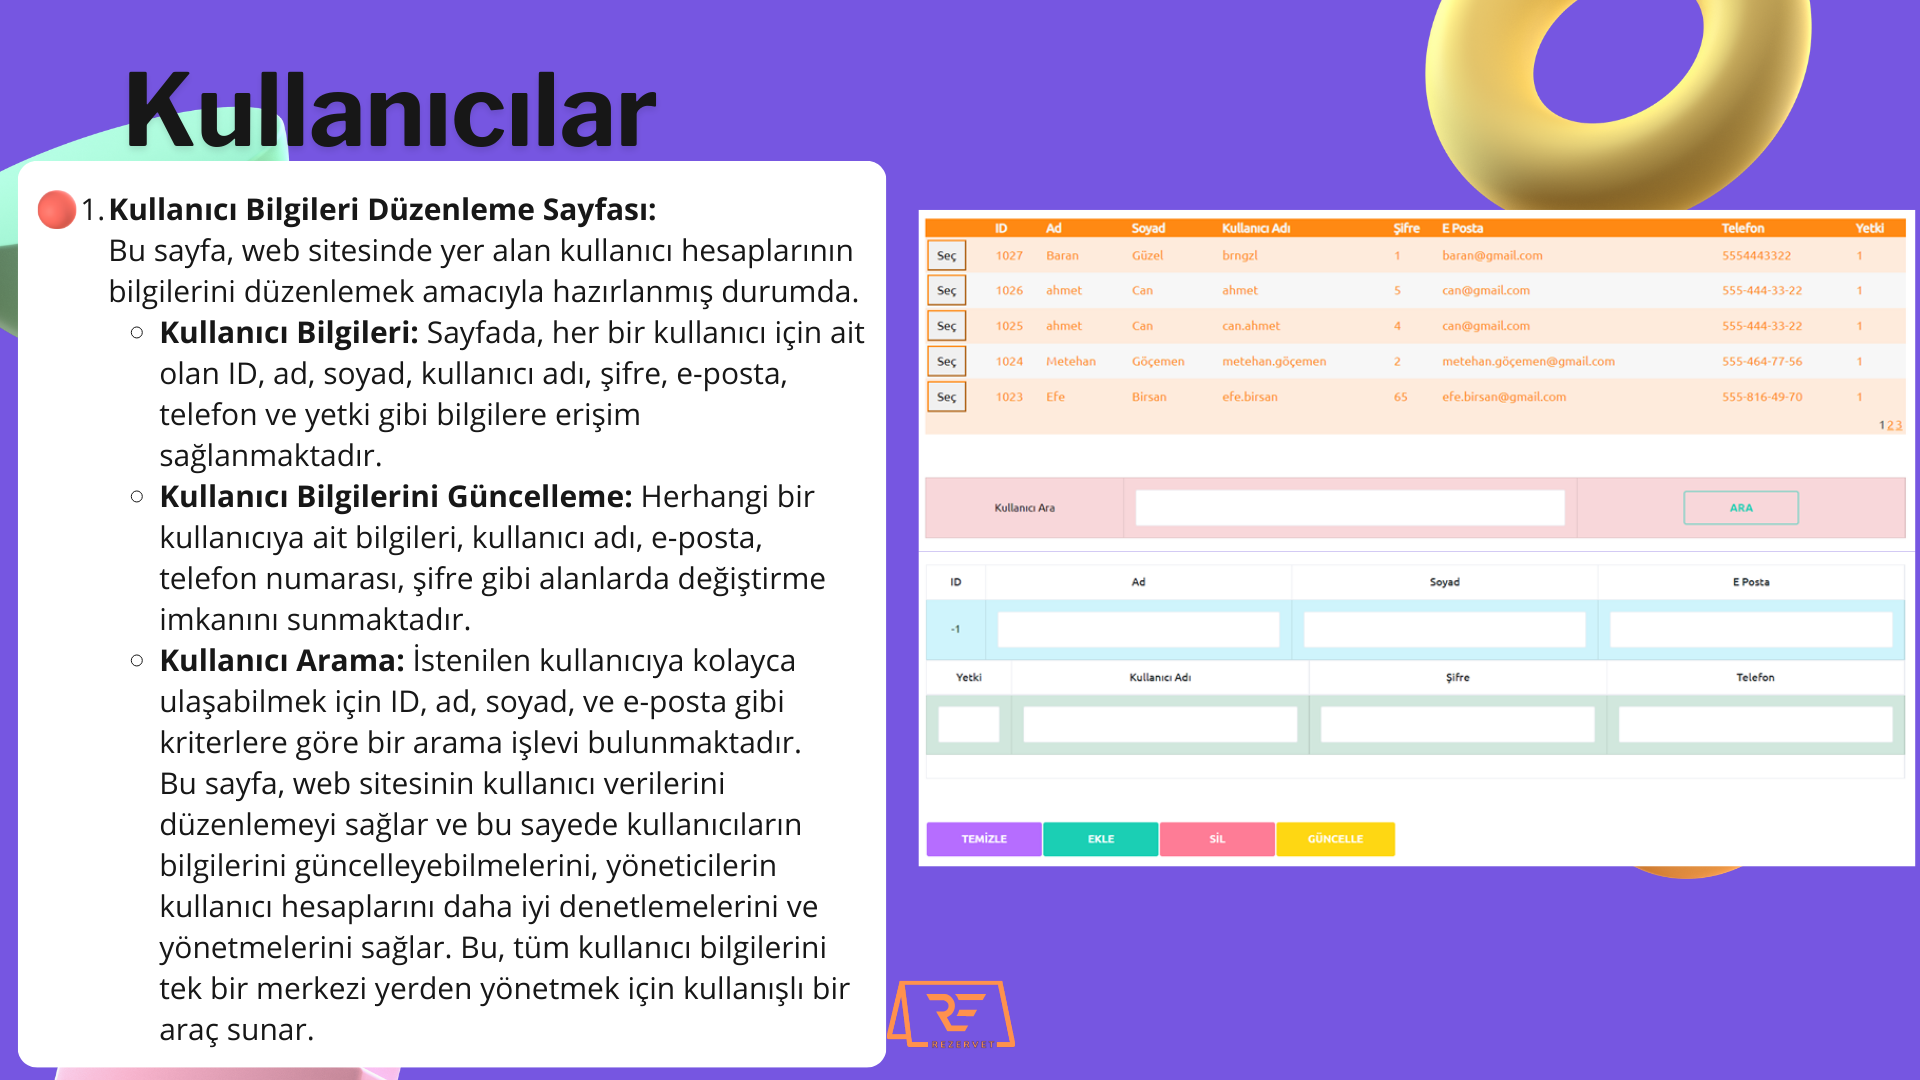 Kullanıcılar
1. Kullanıcı Bilgileri Düzenleme Sayfası:
Bu sayfa, web sitesinde yer alan kullanıcı hesaplarının
bilgilerini düzenlemek amacıyla hazırlanmış durumda.
Kullanıcı Bilgileri: Sayfada, her bir kullanıcı için ait
olan ID, ad, soyad, kullanıcı adı, şifre, e-posta,
telefon ve yetki gibi bilgilere erişim
sağlanmaktadır.
Kullanıcı Bilgilerini Güncelleme: Herhangi bir
kullanıcıya ait bilgileri, kullanıcı adı, e-posta,
telefon numarası, şifre gibi alanlarda değiştirme
imkanını sunmaktadır.
Kullanıcı Arama: İstenilen kullanıcıya kolayca
ulaşabilmek için ID, ad, soyad, ve e-posta gibi
kriterlere göre bir arama işlevi bulunmaktadır.
Bu sayfa, web sitesinin kullanıcı verilerini
düzenlemeyi sağlar ve bu sayede kullanıcıların
bilgilerini güncelleyebilmelerini, yöneticilerin
kullanıcı hesaplarını daha iyi denetlemelerini ve
yönetmelerini sağlar. Bu, tüm kullanıcı bilgilerini
tek bir merkezi yerden yönetmek için kullanışlı bir
araç sunar.
ID Ad Soyad Kullanıcı Adı Şifre E Posta Telefon Yetki
Seç 1027 Baran Güzel brngzl 1 baran@gmail.com 5554443322 1
Seç 1026 ahmet Can ahmet 5 can@gmail.com 555-444-33-22 1
Seç 1025 ahmet Can can.ahmet 4 can@gmail.com 555-444-33-22 1
Seç 1024 Metehan Göçemen metehan.göçemen 2 metehan.göçemen@gmail.com 555-464-77-56 1
Seç 1023 Efe Birsan efe.birsan 65 efe.birsan@gmail.com 555-816-49-70 1
1 2 3
Kullanıcı Ara ARA
ID Ad Soyad E Posta
-1
Yetki Kullanıcı Adı Şifre Telefon
TEMİZLE EKLE SİL GÜNCELLE
RE
REZERVET